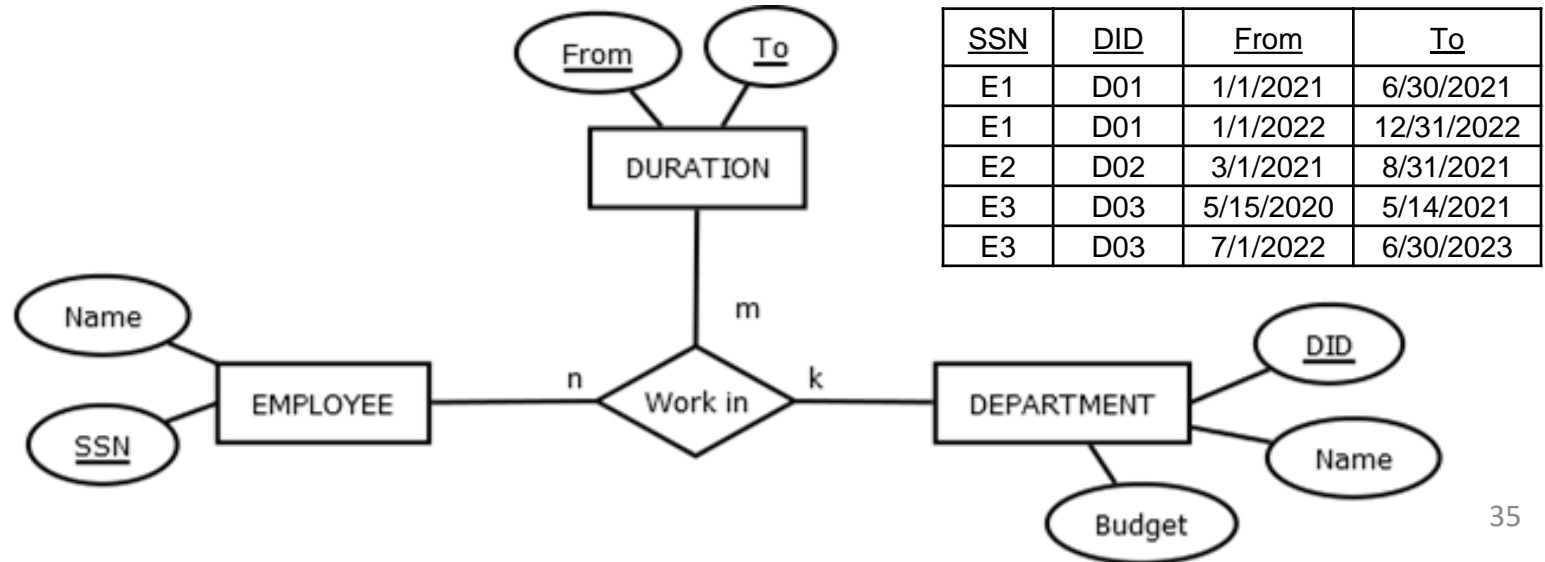 From
To
DURATION
SSN DID From To
E1 D01 1/1/2021 6/30/2021
E1 D01 1/1/2022 12/31/2022
E2 D02 3/1/2021 8/31/2021
E3 D03 5/15/2020 5/14/2021
E3 D03 7/1/2022 6/30/2023
m
Name
SSN
EMPLOYEE
n
Work in
k
DEPARTMENT
DID
Name
Budget
35